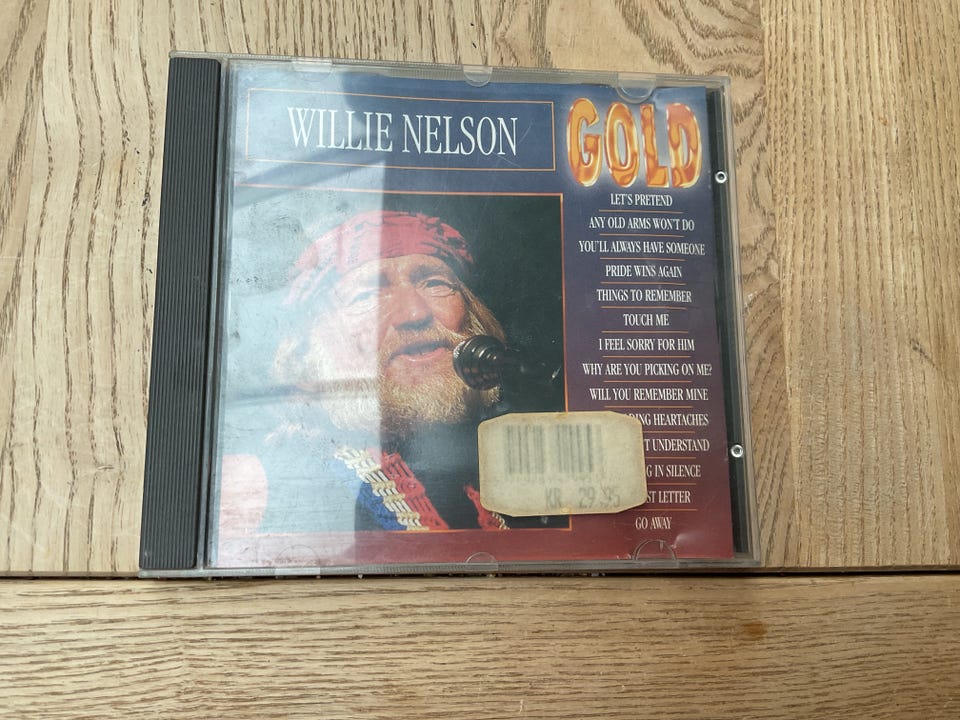 WILLIE NELSON
GOLD
LET'S PRETEND
ANY OLD ARMS WON'T DO
YOU'LL ALWAYS HAVE SOMEONE
PRIDE WINS AGAIN
THINGS TO REMEMBER
TOUCH ME
I FEEL SORRY FOR HIM
WHY ARE YOU PICKING ON ME?
WILL YOU REMEMBER MINE
HEARTACHES
UNDERSTAND
IN SILENCE
LETTER
GO AWAY
KR 29.95